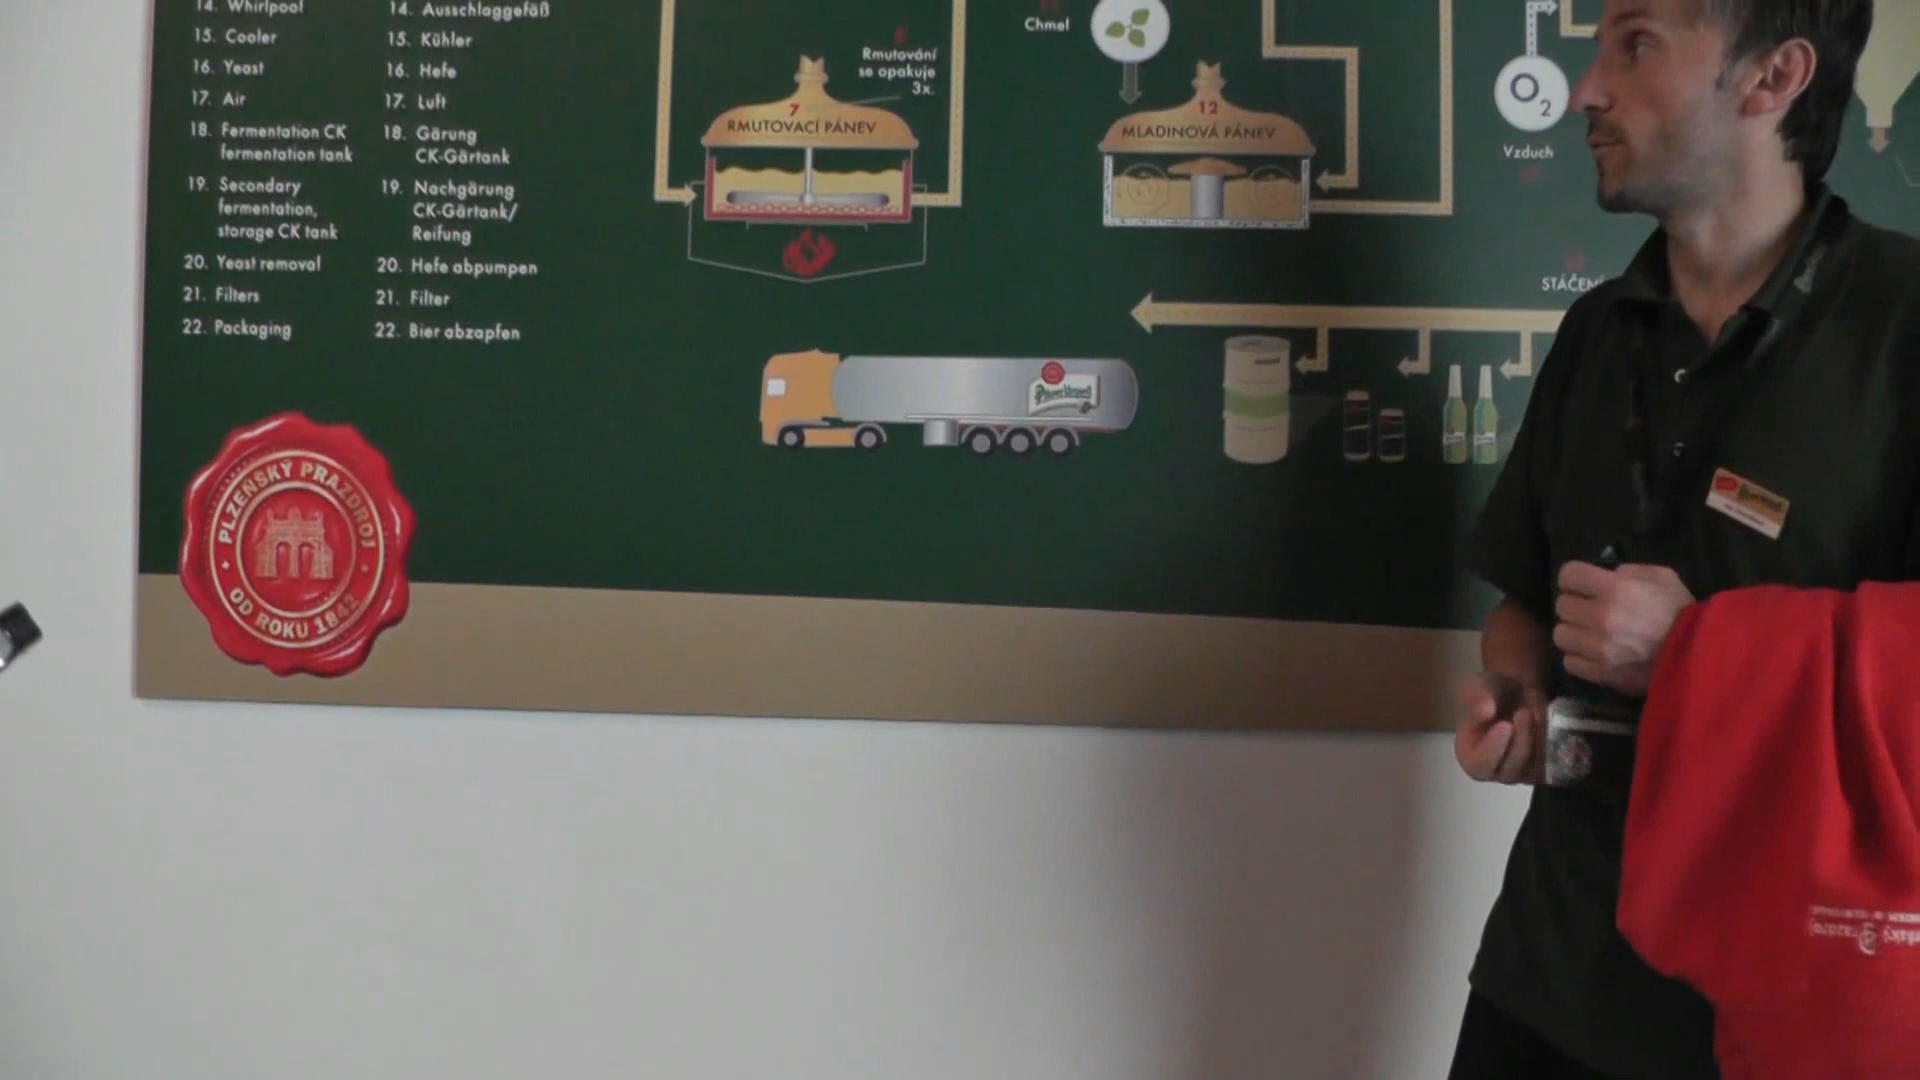 14. Whirlpool
15. Cooler
16. Yeast
17. Air
18. Fermentation CK
fermentation tank
19. Secondary
fermentation,
storage CK tank
20. Yeast removal
21. Filters
22. Packaging
14. Ausschlaggefäß
15. Kühler
16. Hefe
17. Luft
18. Gärung
CK-Gärtank
19. Nachgärung
CK-Gärtank/
Reifung
20. Hefe abpumpen
21. Filter
22. Bier abzapfen
Rmutování
se opakuje
3x.
7
RMUTOVACÍ PÁNEV
Chmel
12
MLADINOVÁ PÁNEV
O2
Vzduch
STÁČENÍ
Pilsner Urquell
PLZEŇSKÝ PRAZDROJ
OD ROKU 1842